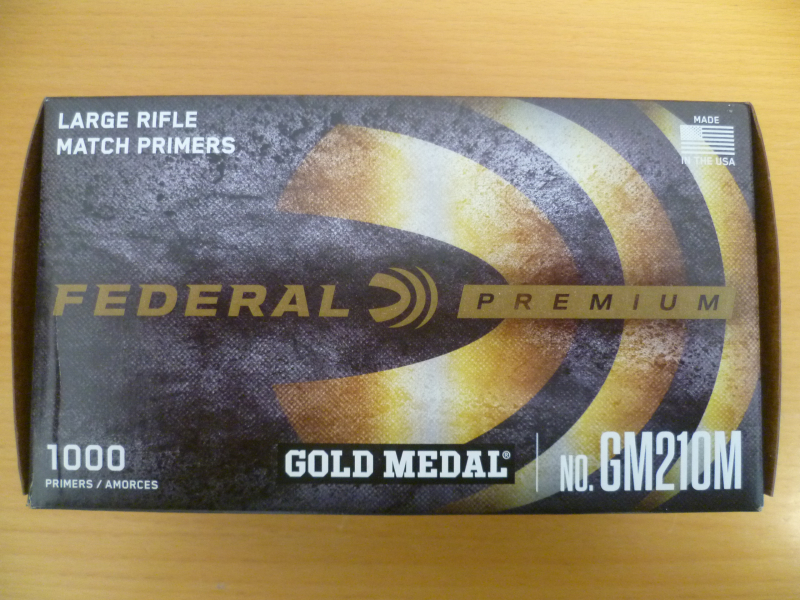 LARGE RIFLE
MATCH PRIMERS
MADE
IN THE USA
FEDERAL PREMIUM
1000
PRIMERS / AMORCES
GOLD MEDAL®
NO. GM210M